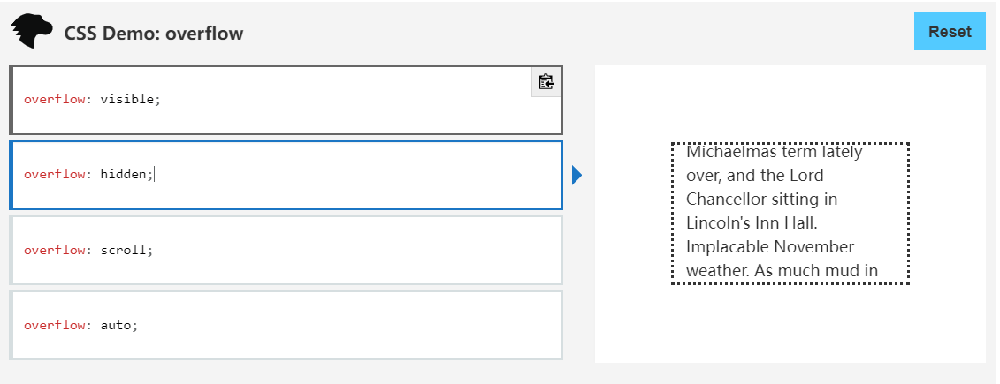 CSS Demo: overflow
Reset
overflow: visible;
overflow: hidden;
overflow: scroll;
overflow: auto;
Michaelmas term lately
over, and the Lord
Chancellor sitting in
Lincoln's Inn Hall.
Implacable November
weather. As much mud in